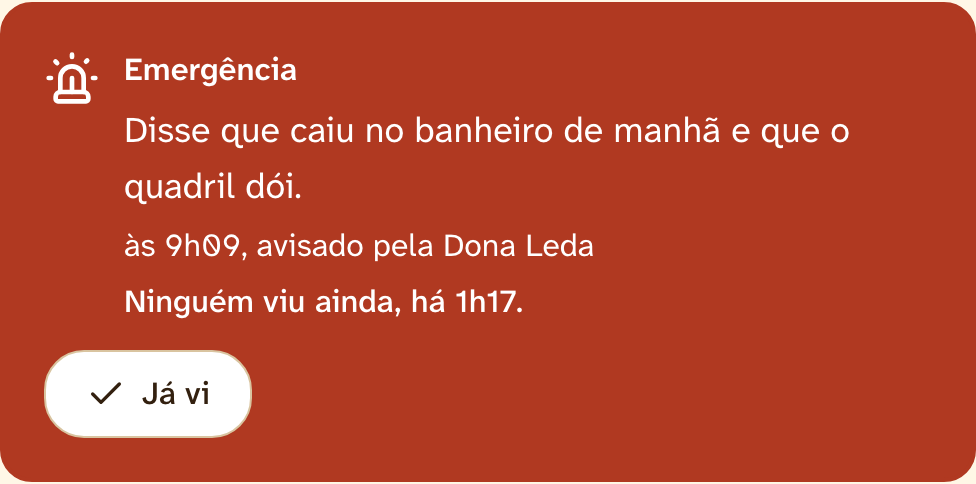 Emergência
Disse que caiu no banheiro de manhã e que o
quadril dói.
às 9h09, avisado pela Dona Leda
Ninguém viu ainda, há 1h17.
Já vi